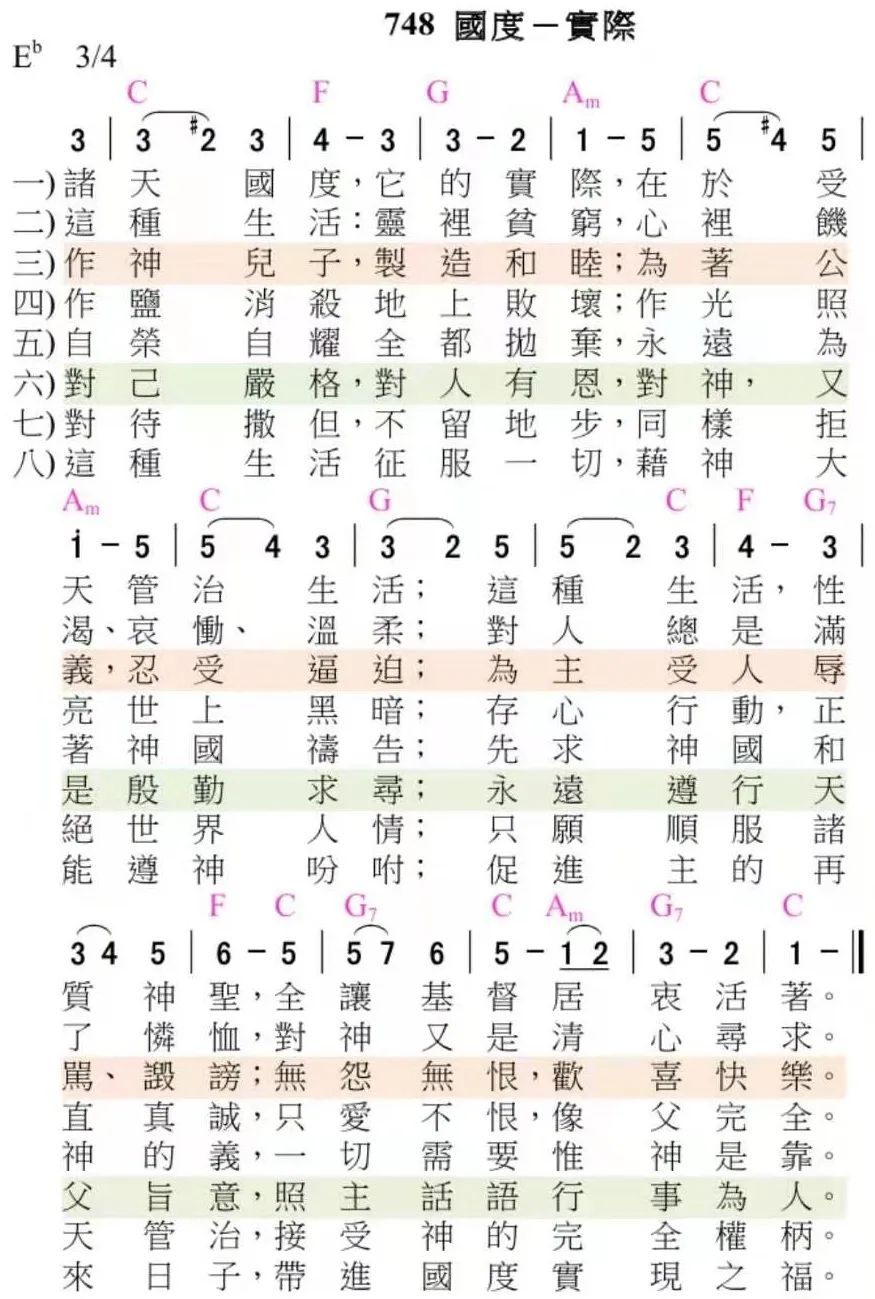 748 國度－實際
E♭ 3/4
C F G Am C
3 | 3 #2 3 | 4 - 3 | 3 - 2 | 1 - 5 | 5 #4 5 |
一)諸天國度，它的實際，在於受
二)這種生活：靈裡貧窮，心裡饑
三)作神兒子，製造和睦；為著公
四)作鹽消殺地上敗壞；作光照
五)自榮自耀全都拋棄，永遠為
六)對己嚴格，對人有恩，對神，又
七)對待撒但，不留地步，同樣拒
八)這種生活征服一切，藉神大
Am C G C F G7
i - 5 | 5 4 3 | 3 2 5 | 5 2 3 | 4 - 3 |
天管治生活；這種生活，性
渴、哀慟、溫柔；對人總是滿
義，忍受逼迫；為主受人辱
亮世上黑暗；存心行動，正
著神國禱告；先求神國和
是殷勤求尋；永遠遵行天
絕世界人情；只願順服諸
能遵神吩咐；促進主的再
F C G7 C Am G7 C
3 4 5 | 6 - 5 | 5 7 6 | 5 - 1 2 | 3 - 2 | 1 - ‖
質神聖，全讓基督居衷活著。
了憐恤，對神又是清心尋求。
罵、譭謗；無怨無恨，歡喜快樂。
直真誠，只愛不恨，像父完全。
神的義，一切需要惟神是靠。
父旨意，照主話語行事為人。
天管治，接受神的完全權柄。
來日子，帶進國度實現之福。